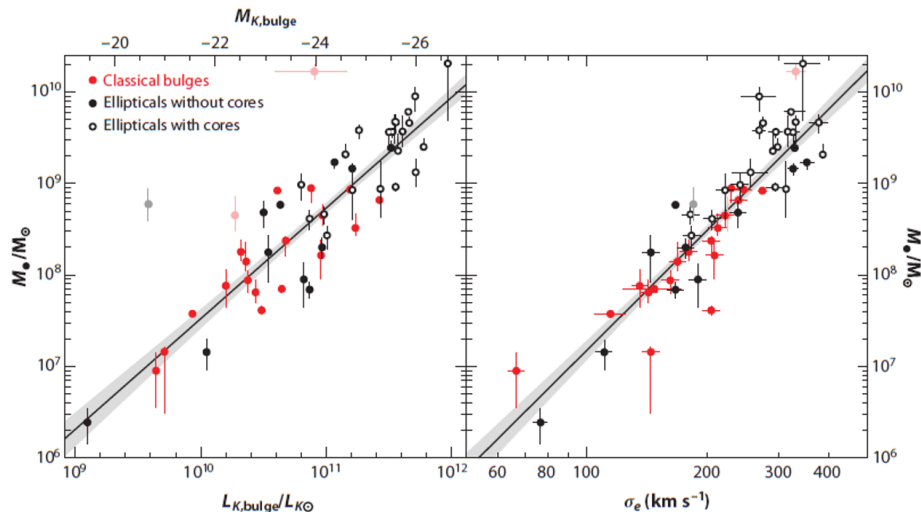 M_K,bulge
−20 −22 −24 −26
Classical bulges
Ellipticals without cores
Ellipticals with cores
10^10
10^9
10^8
10^7
10^6
M●/M⊙
10^9 10^10 10^11 10^12
L_K,bulge/L_K⊙
10^10
10^9
10^8
10^7
10^6
M●/M⊙
60 80 100 200 300 400
σ_e (km s⁻¹)